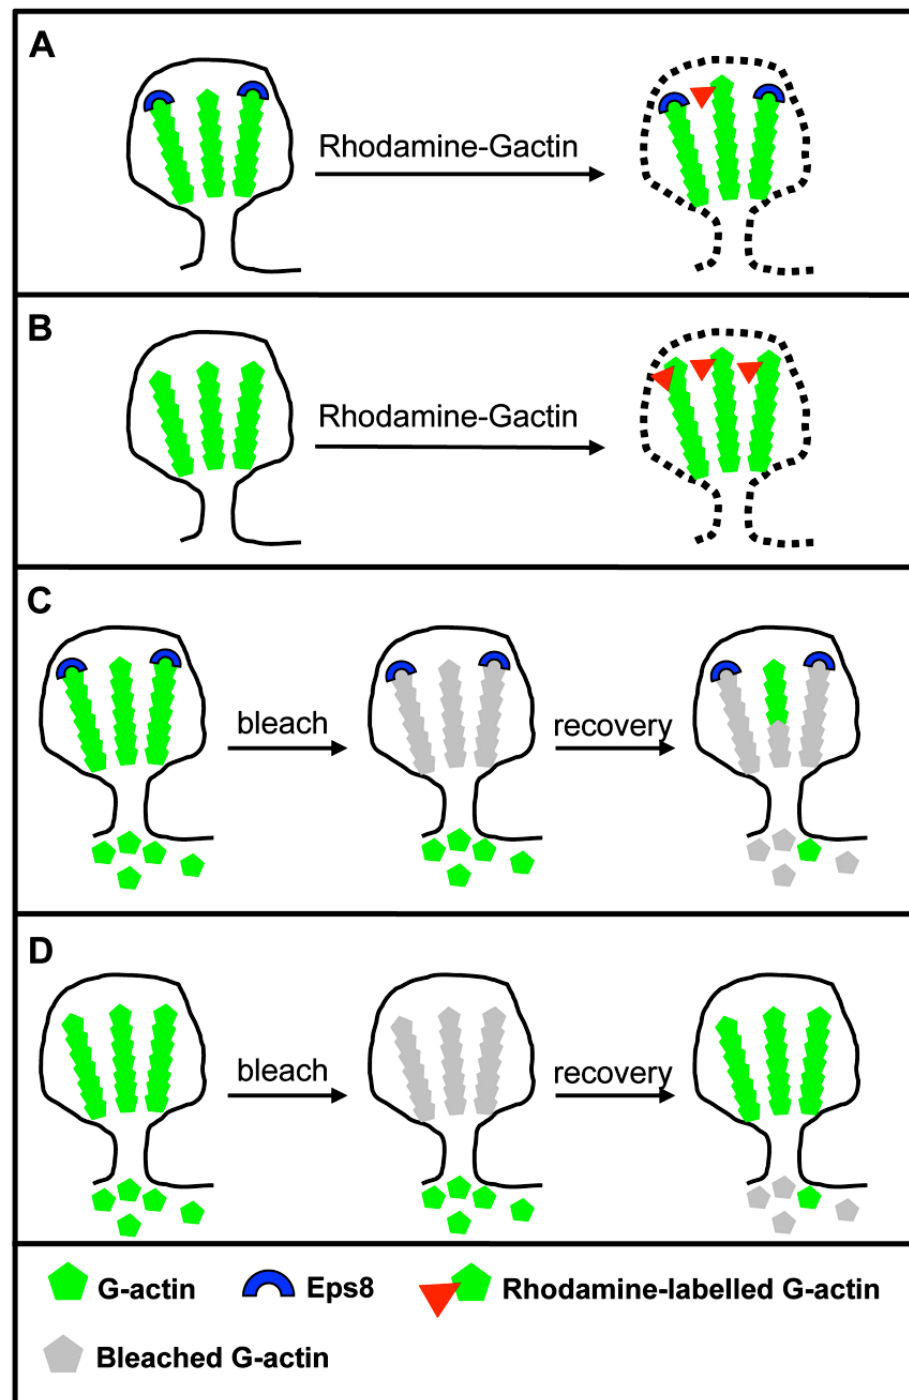 A
Rhodamine-Gactin
B
Rhodamine-Gactin
C
bleach
recovery
D
bleach
recovery
G-actin
Eps8
Rhodamine-labelled G-actin
Bleached G-actin